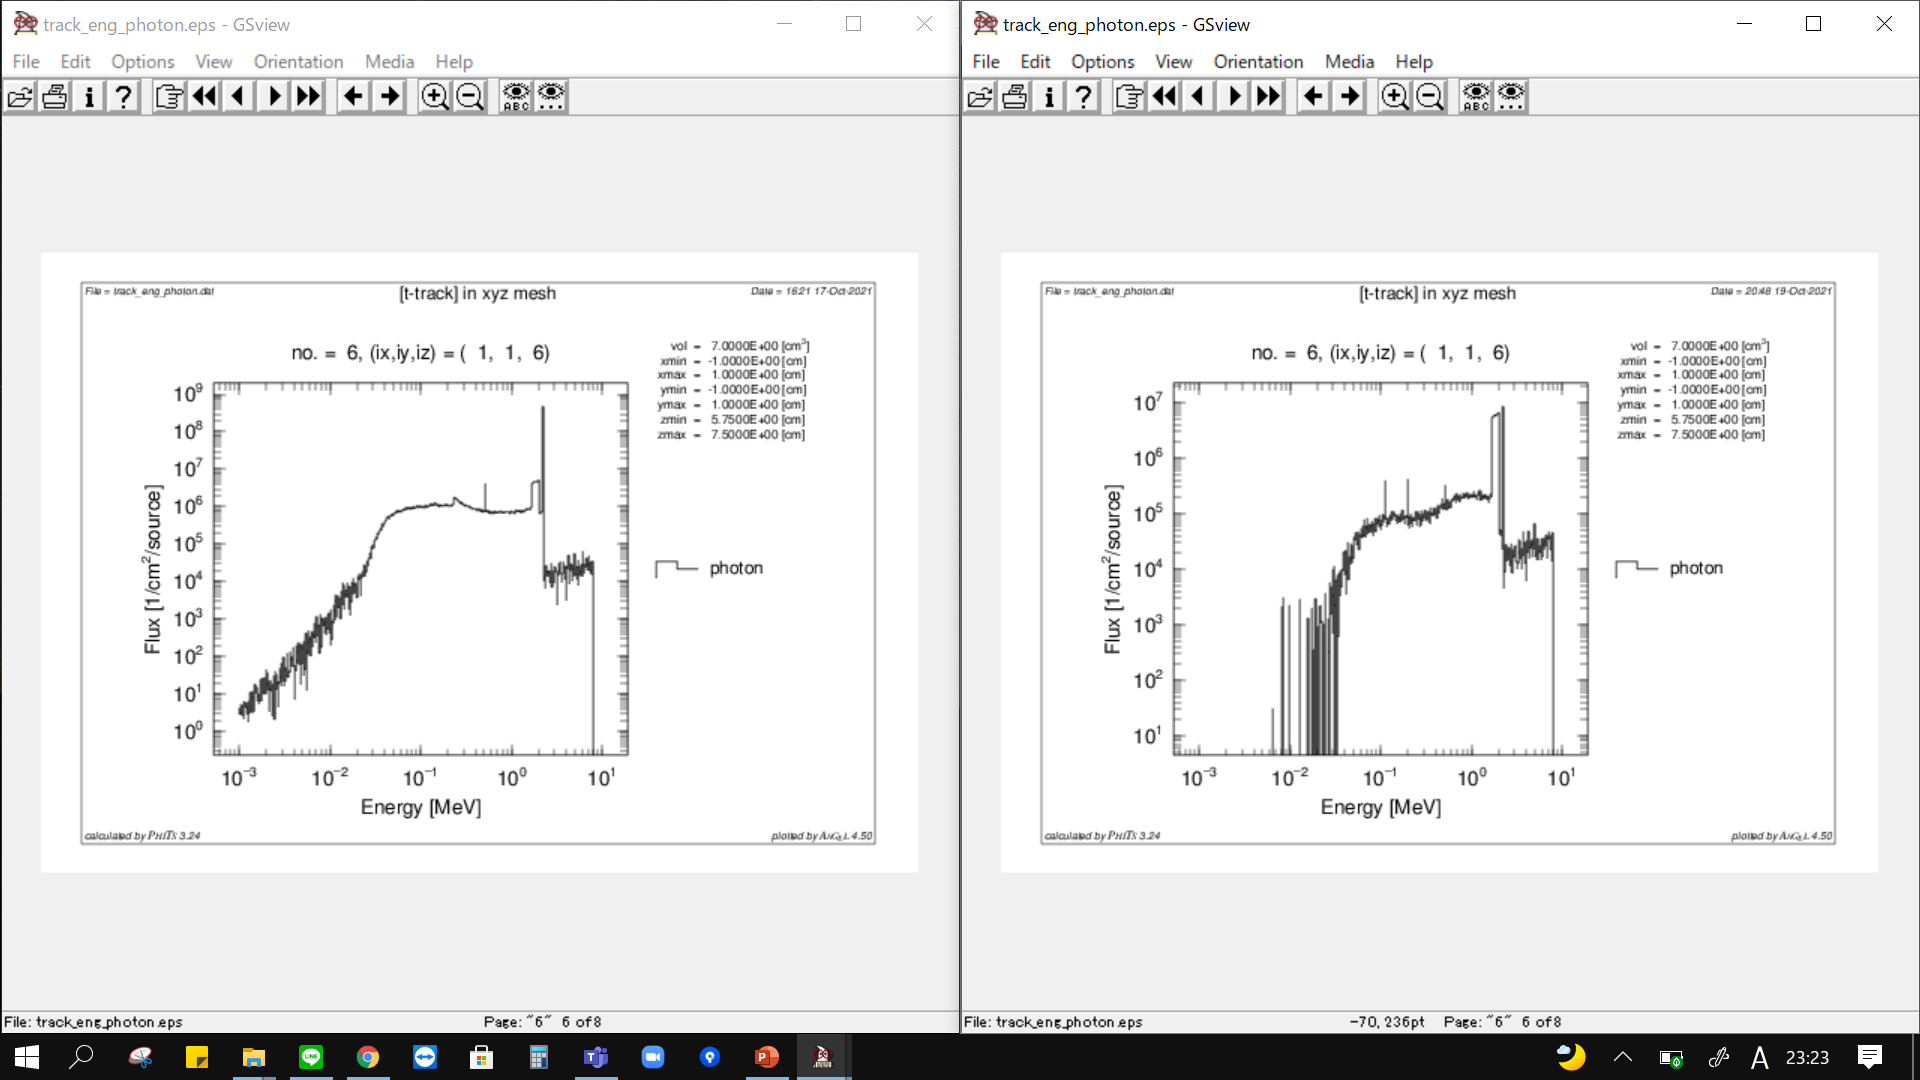 track_eng_photon.eps - GSview
File Edit Options View Orientation Media Help
File = track_eng_photon.dat
[t-track] in xyz mesh
Date = 16:21 17-Oct-2021
no. = 6, (ix,iy,iz) = ( 1, 1, 6)
vol = 7.0000E+00 [cm³]
xmin = -1.0000E+00 [cm]
xmax = 1.0000E+00 [cm]
ymin = -1.0000E+00 [cm]
ymax = 1.0000E+00 [cm]
zmin = 5.7500E+00 [cm]
zmax = 7.5000E+00 [cm]
10⁹
10⁸
10⁷
10⁶
10⁵
10⁴
10³
10²
10¹
10⁰
Flux [1/cm²/source]
photon
10⁻³ 10⁻² 10⁻¹ 10⁰ 10¹
Energy [MeV]
calculated by PHITS 3.24
plotted by ANGEL 4.50
File: track_eng_photon.eps
Page: "6" 6 of 8
track_eng_photon.eps - GSview
File Edit Options View Orientation Media Help
File = track_eng_photon.dat
[t-track] in xyz mesh
Date = 20:48 19-Oct-2021
no. = 6, (ix,iy,iz) = ( 1, 1, 6)
vol = 7.0000E+00 [cm³]
xmin = -1.0000E+00 [cm]
xmax = 1.0000E+00 [cm]
ymin = -1.0000E+00 [cm]
ymax = 1.0000E+00 [cm]
zmin = 5.7500E+00 [cm]
zmax = 7.5000E+00 [cm]
10⁷
10⁶
10⁵
10⁴
10³
10²
10¹
Flux [1/cm²/source]
photon
10⁻³ 10⁻² 10⁻¹ 10⁰ 10¹
Energy [MeV]
calculated by PHITS 3.24
plotted by ANGEL 4.50
File: track_eng_photon.eps
-70, 236pt Page: "6" 6 of 8
A 23:23